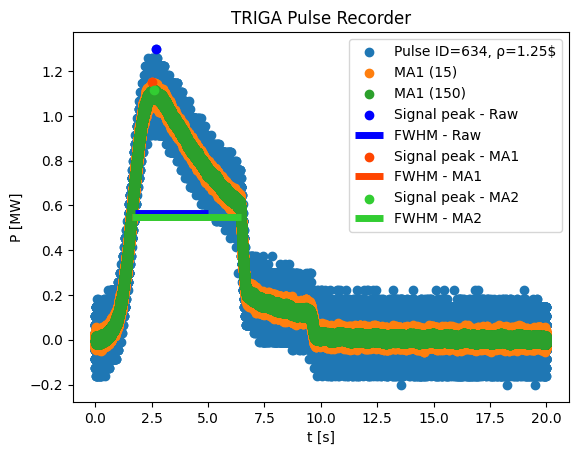 TRIGA Pulse Recorder
Pulse ID=634, ρ=1.25$
MA1 (15)
MA1 (150)
Signal peak - Raw
FWHM - Raw
Signal peak - MA1
FWHM - MA1
Signal peak - MA2
FWHM - MA2
P [MW]
1.2
1.0
0.8
0.6
0.4
0.2
0.0
−0.2
0.0 2.5 5.0 7.5 10.0 12.5 15.0 17.5 20.0
t [s]